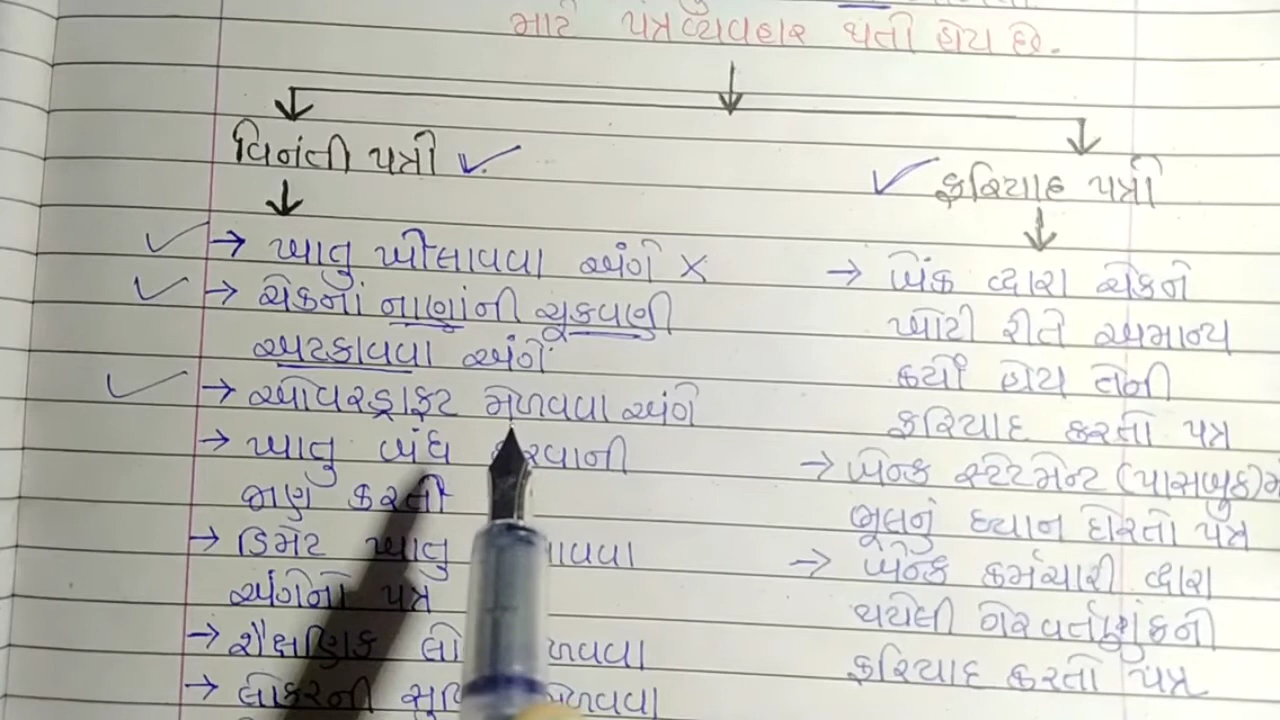 માટે પત્રવ્યવહાર થતો હોય છે.
વિનંતી પત્રો
ફરિયાદ પત્રો
→ ખાતુ ખોલાવવા અંગે x
→ ચેકનાં નાણાંની ચૂકવણી
અટકાવવા અંગે
→ ઓવરડ્રાફ્ટ મેળવવા અંગે
→ ખાતુ બંધ કરવાની
જાણ કરતો
→ ડિમેટ ખાતુ
અંગેનો પત્ર
→ શૈક્ષણિક
→ લોકરની
→ બેંક દ્વારા ચેકને
ખોટી રીતે અમાન્ય
કર્યો હોય તેની
ફરિયાદ કરતો પત્ર
→ બેન્ક સ્ટેટમેન્ટ (પાસબુક)
ભૂલનું ધ્યાન દોરતો પત્ર
→ બેન્ક કર્મચારી દ્વારા
થયેલી ગેરવર્તણુંકની
ફરિયાદ કરતો પત્ર